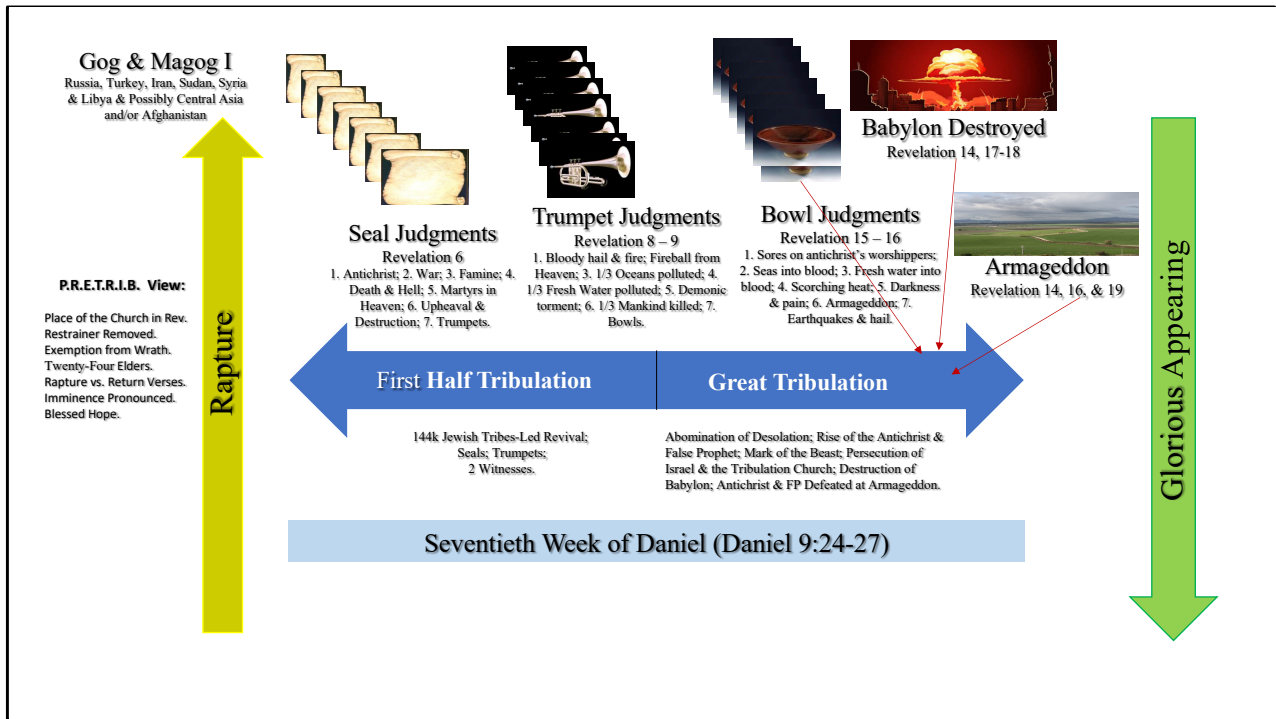 Gog & Magog I
Russia, Turkey, Iran, Sudan, Syria
& Libya & Possibly Central Asia
and/or Afghanistan
P.R.E.T.R.I.B. View:
Place of the Church in Rev.
Restrainer Removed.
Exemption from Wrath.
Twenty-Four Elders.
Rapture vs. Return Verses.
Imminence Pronounced.
Blessed Hope.
Rapture
Seal Judgments
Revelation 6
1. Antichrist; 2. War; 3. Famine; 4.
Death & Hell; 5. Martyrs in
Heaven; 6. Upheaval &
Destruction; 7. Trumpets.
Trumpet Judgments
Revelation 8 – 9
1. Bloody hail & fire; Fireball from
Heaven; 3. 1/3 Oceans polluted; 4.
1/3 Fresh Water polluted; 5. Demonic
torment; 6. 1/3 Mankind killed; 7.
Bowls.
Bowl Judgments
Revelation 15 – 16
1. Sores on antichrist's worshippers;
2. Seas into blood; 3. Fresh water into
blood; 4. Scorching heat; 5. Darkness
& pain; 6. Armageddon; 7.
Earthquakes & hail.
Babylon Destroyed
Revelation 14, 17-18
Armageddon
Revelation 14, 16, & 19
First Half Tribulation
Great Tribulation
144k Jewish Tribes-Led Revival;
Seals; Trumpets;
2 Witnesses.
Abomination of Desolation; Rise of the Antichrist &
False Prophet; Mark of the Beast; Persecution of
Israel & the Tribulation Church; Destruction of
Babylon; Antichrist & FP Defeated at Armageddon.
Seventieth Week of Daniel (Daniel 9:24-27)
Glorious Appearing